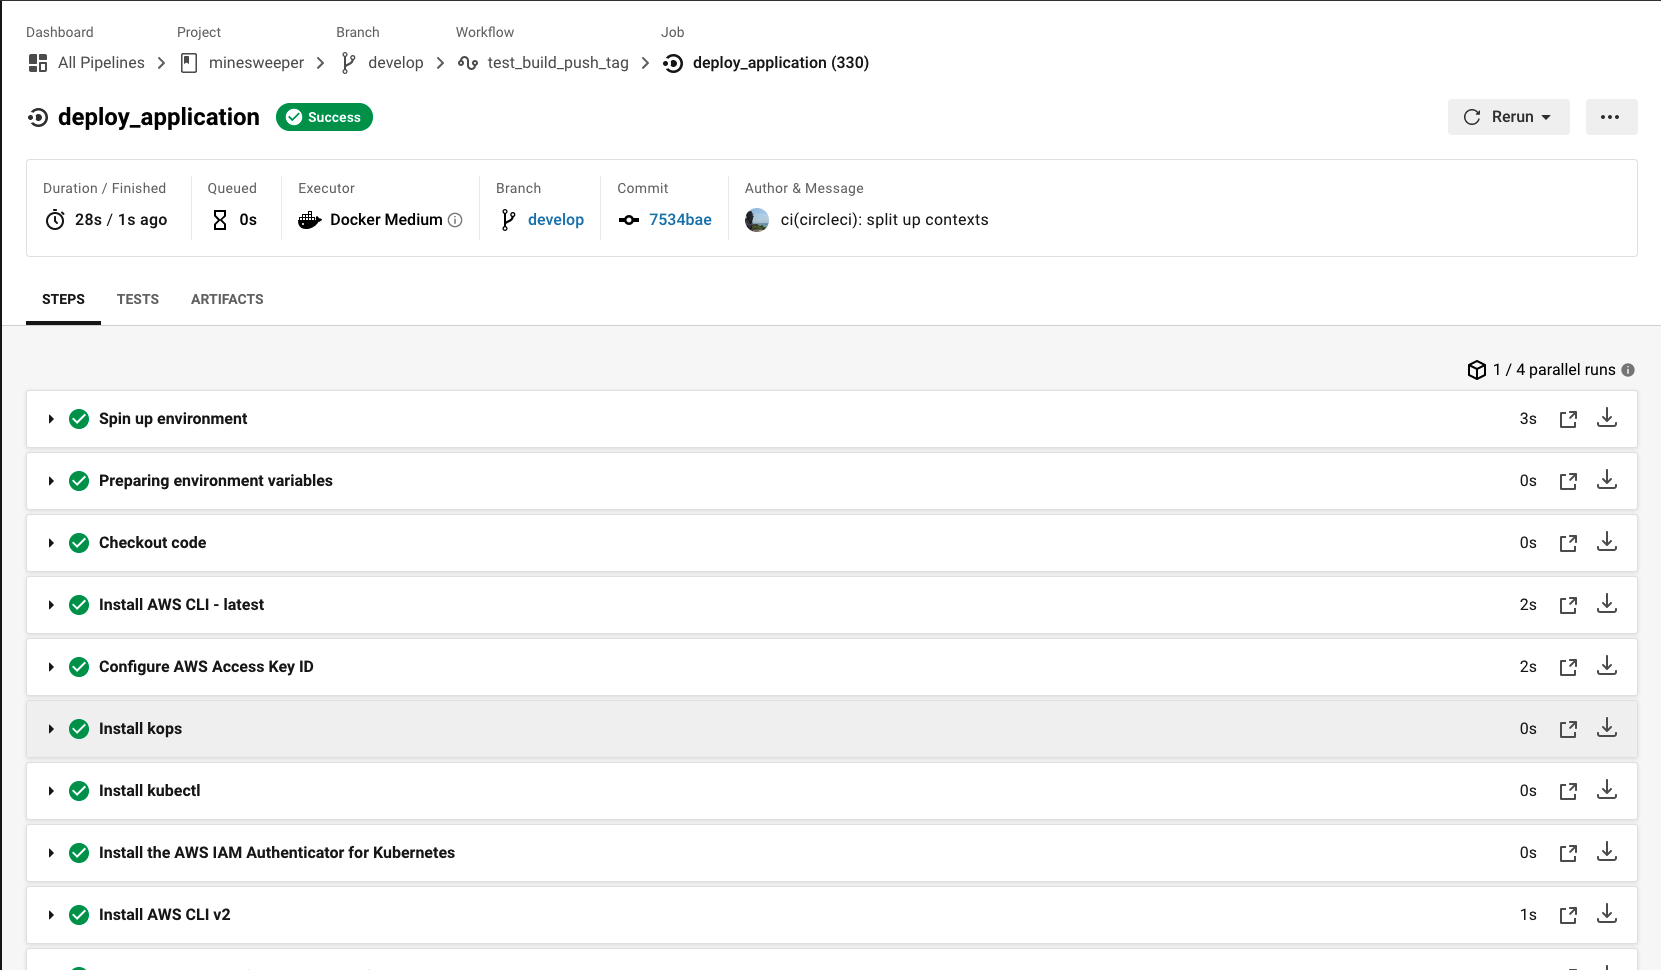 Dashboard Project Branch Workflow Job
All Pipelines minesweeper develop test_build_push_tag deploy_application (330)
deploy_application Success Rerun
Duration / Finished Queued Executor Branch Commit Author & Message
28s / 1s ago 0s Docker Medium develop 7534bae ci(circleci): split up contexts
STEPS TESTS ARTIFACTS
1 / 4 parallel runs
Spin up environment 3s
Preparing environment variables 0s
Checkout code 0s
Install AWS CLI - latest 2s
Configure AWS Access Key ID 2s
Install kops 0s
Install kubectl 0s
Install the AWS IAM Authenticator for Kubernetes 0s
Install AWS CLI v2 1s